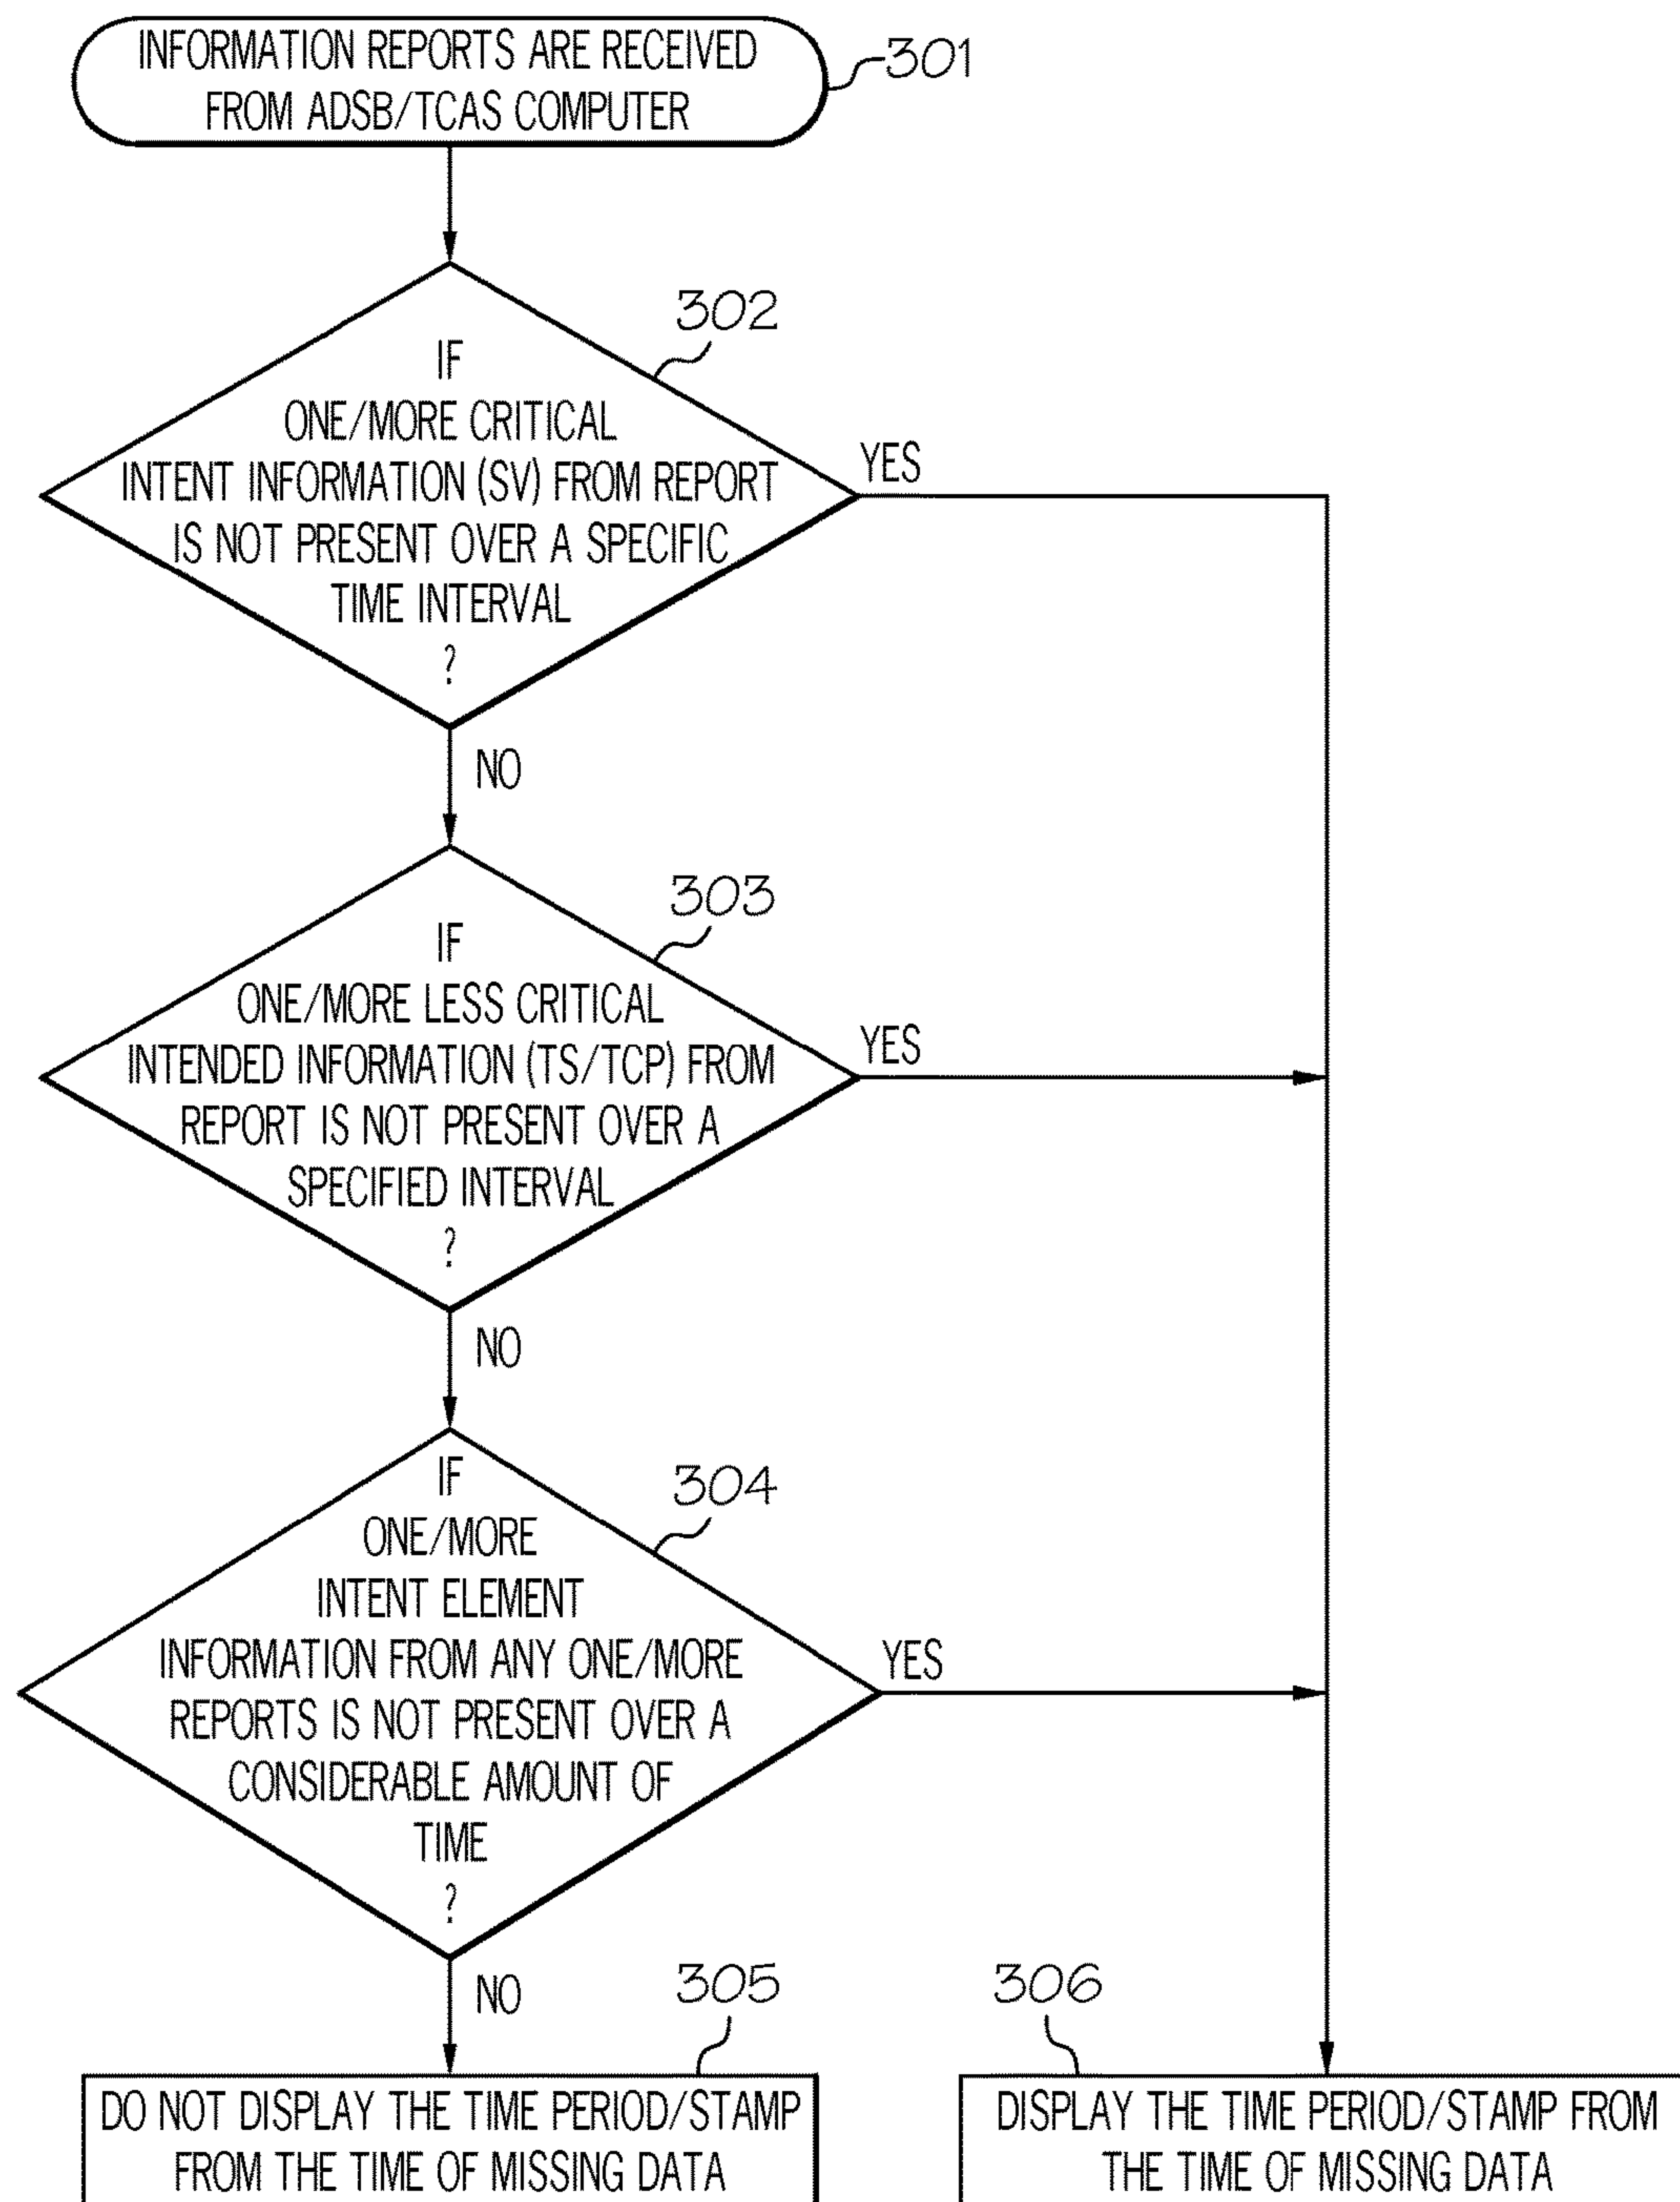 INFORMATION REPORTS ARE RECEIVED
FROM ADSB/TCAS COMPUTER
301
302
IF
ONE/MORE CRITICAL
INTENT INFORMATION (SV) FROM REPORT
IS NOT PRESENT OVER A SPECIFIC
TIME INTERVAL
?
YES
NO
303
IF
ONE/MORE LESS CRITICAL
INTENDED INFORMATION (TS/TCP) FROM
REPORT IS NOT PRESENT OVER A
SPECIFIED INTERVAL
?
YES
NO
304
IF
ONE/MORE
INTENT ELEMENT
INFORMATION FROM ANY ONE/MORE
REPORTS IS NOT PRESENT OVER A
CONSIDERABLE AMOUNT OF
TIME
?
YES
NO
305
DO NOT DISPLAY THE TIME PERIOD/STAMP
FROM THE TIME OF MISSING DATA
306
DISPLAY THE TIME PERIOD/STAMP FROM
THE TIME OF MISSING DATA